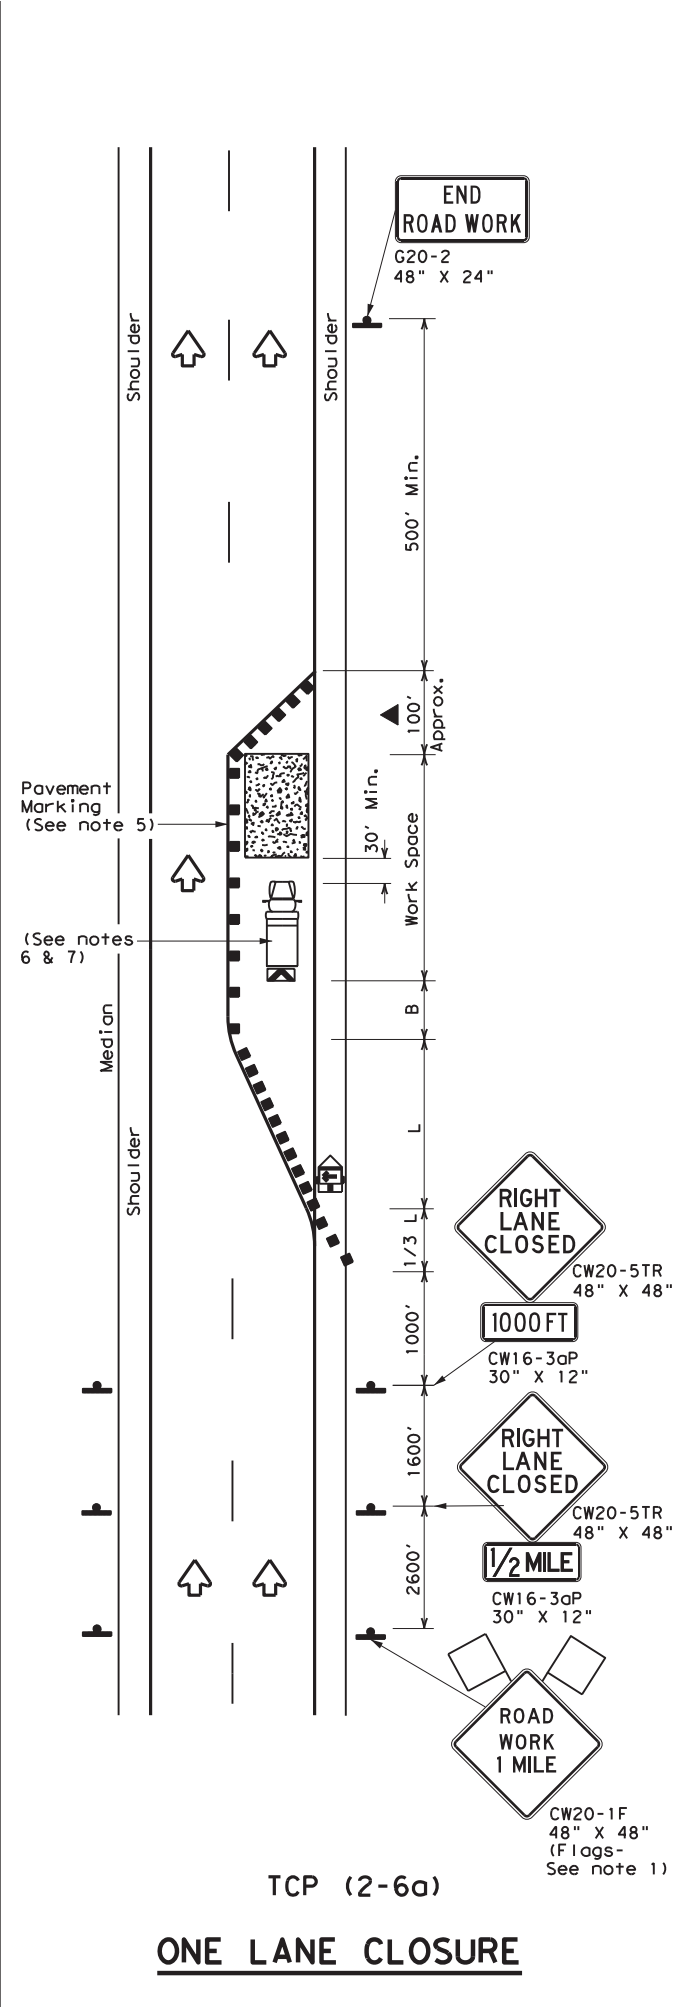 END
ROAD WORK
G20-2
48" X 24"
Shoulder
Shoulder
500' Min.
100'
Approx.
Pavement
Marking
(See note 5)
30' Min.
Work Space
(See notes
6 & 7)
B
Median
L
Shoulder
1/3 L
RIGHT
LANE
CLOSED
CW20-5TR
48" X 48"
1000 FT
1000'
CW16-3aP
30" X 12"
1600'
RIGHT
LANE
CLOSED
CW20-5TR
48" X 48"
1/2 MILE
2600'
CW16-3aP
30" X 12"
ROAD
WORK
1 MILE
CW20-1F
48" X 48"
(Flags-
See note 1)
TCP (2-6a)
ONE LANE CLOSURE